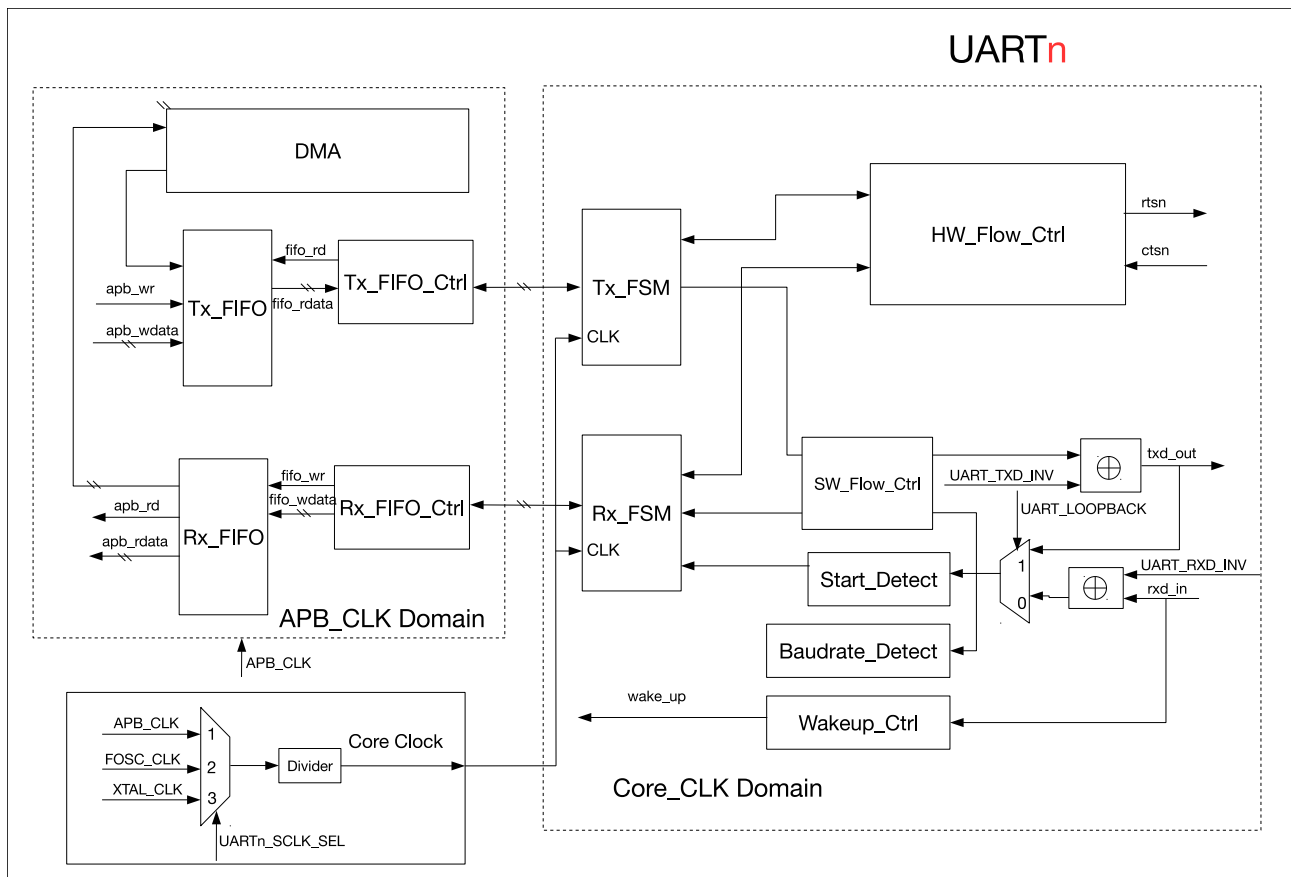 UARTn
DMA
fifo_rd
Tx_FIFO_Ctrl
Tx_FIFO
fifo_rdata
apb_wr
apb_wdata
Tx_FSM
CLK
HW_Flow_Ctrl
rtsn
ctsn
fifo_wr
fifo_wdata
Rx_FIFO_Ctrl
Rx_FIFO
apb_rd
apb_rdata
Rx_FSM
CLK
SW_Flow_Ctrl
UART_TXD_INV
txd_out
UART_LOOPBACK
1
0
UART_RXD_INV
rxd_in
Start_Detect
Baudrate_Detect
wake_up
Wakeup_Ctrl
APB_CLK Domain
APB_CLK
APB_CLK
FOSC_CLK
XTAL_CLK
1
2
3
Divider
Core Clock
UARTn_SCLK_SEL
Core_CLK Domain